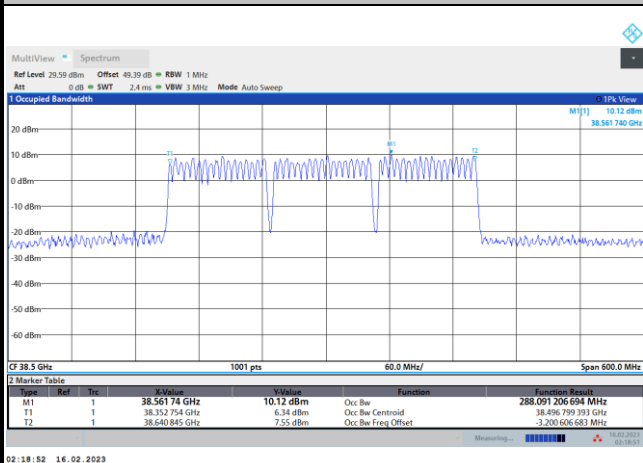 MultiView Spectrum
Ref Level 29.59 dBm Offset 49.39 dB RBW 1 MHz
Att 0 dB SWT 2.4 ms VBW 3 MHz Mode Auto Sweep
1 Occupied Bandwidth 1Pk View
M1[1] 10.12 dBm
38.561 740 GHz
20 dBm
M1
T1 T2
10 dBm
0 dBm
-10 dBm
-20 dBm
-30 dBm
-40 dBm
-50 dBm
-60 dBm
CF 38.5 GHz 1001 pts 60.0 MHz/ Span 600.0 MHz
2 Marker Table
Type Ref Trc X-Value Y-Value Function Function Result
M1 1 38.561 74 GHz 10.12 dBm Occ Bw 288.091 206 694 MHz
T1 1 38.352 754 GHz 6.34 dBm Occ Bw Centroid 38.496 799 393 GHz
T2 1 38.640 845 GHz 7.55 dBm Occ Bw Freq Offset -3.200 606 683 MHz
Measuring... 16.02.2023
02:18:51
02:18:52 16.02.2023